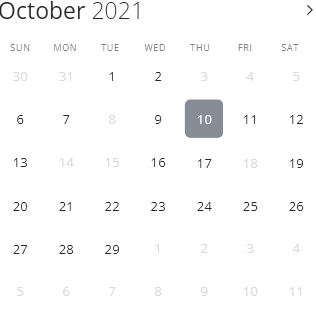 October 2021
SUN MON TUE WED THU FRI SAT
30 31 1 2 3 4 5
6 7 8 9 10 11 12
13 14 15 16 17 18 19
20 21 22 23 24 25 26
27 28 29 1 2 3 4
5 6 7 8 9 10 11